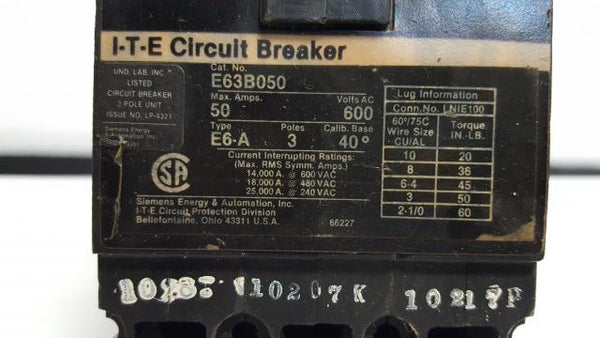 I-T-E Circuit Breaker
UND. LAB. INC.
LISTED
CIRCUIT BREAKER
3 POLE UNIT
ISSUE NO. LP-4321
Siemens Energy
Cat. No.
E63B050
Max. Amps. Volts AC
50 600
Type Poles Calib. Base
E6-A 3 40°
Current Interrupting Ratings:
(Max. RMS Symm. Amps.)
14,000 A. @ 600 VAC
18,000 A. @ 480 VAC
25,000 A. @ 240 VAC
SA
Siemens Energy & Automation, Inc.
I-T-E Circuit Protection Division
Bellefontaine, Ohio 43311 U.S.A. 66227
Lug Information
Conn.No. LNIE100
60°/75C Torque
Wire Size IN.-LB.
CU/AL
10 20
8 36
6-4 45
3 50
2-1/0 60